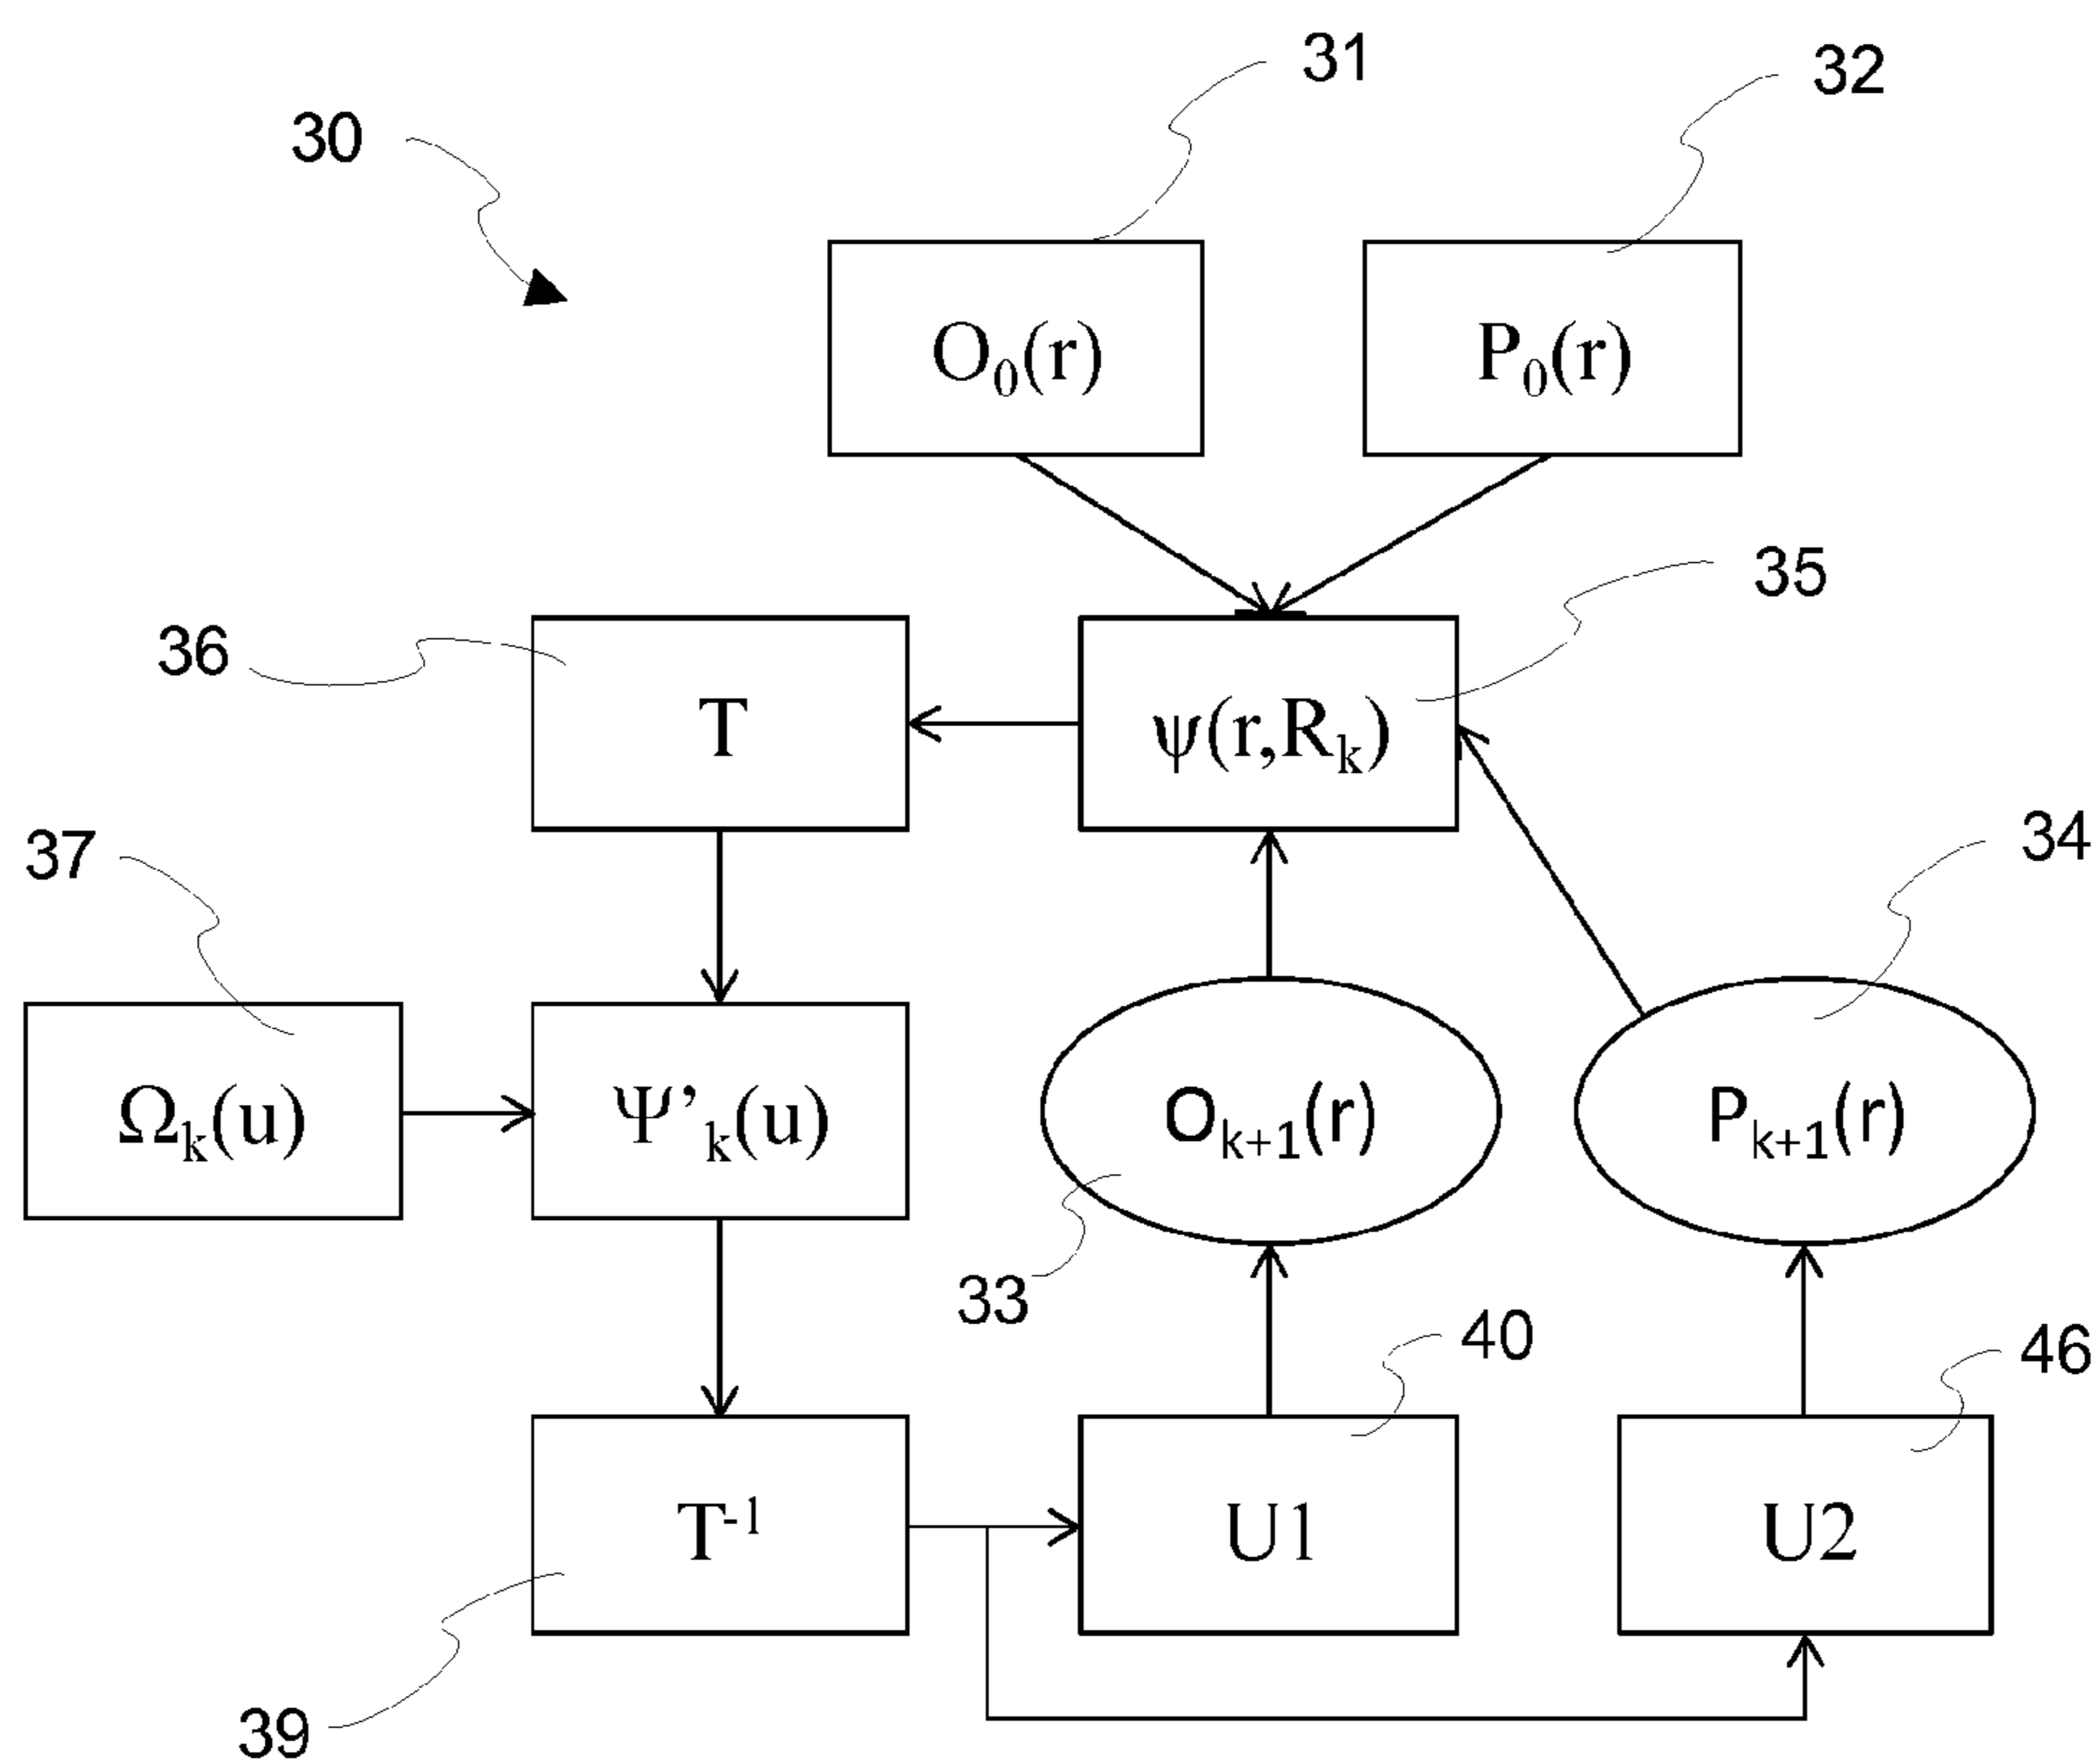 31
32
30
O₀(r)
P₀(r)
35
36
T
ψ(r,Rₖ)
37
34
Ωₖ(u)
Ψ’ₖ(u)
Oₖ₊₁(r)
Pₖ₊₁(r)
33
40
46
T⁻¹
U1
U2
39